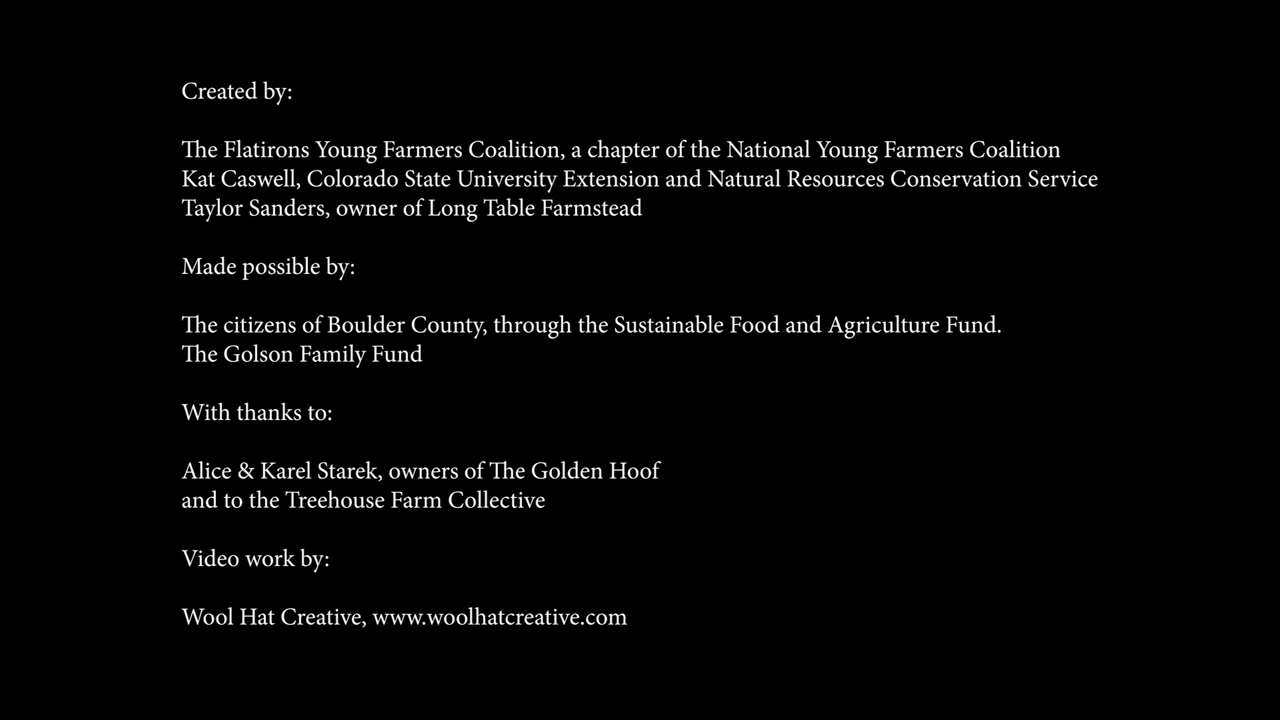 Created by:
The Flatirons Young Farmers Coalition, a chapter of the National Young Farmers Coalition
Kat Caswell, Colorado State University Extension and Natural Resources Conservation Service
Taylor Sanders, owner of Long Table Farmstead
Made possible by:
The citizens of Boulder County, through the Sustainable Food and Agriculture Fund.
The Golson Family Fund
With thanks to:
Alice & Karel Starek, owners of The Golden Hoof
and to the Treehouse Farm Collective
Video work by:
Wool Hat Creative, www.woolhatcreative.com